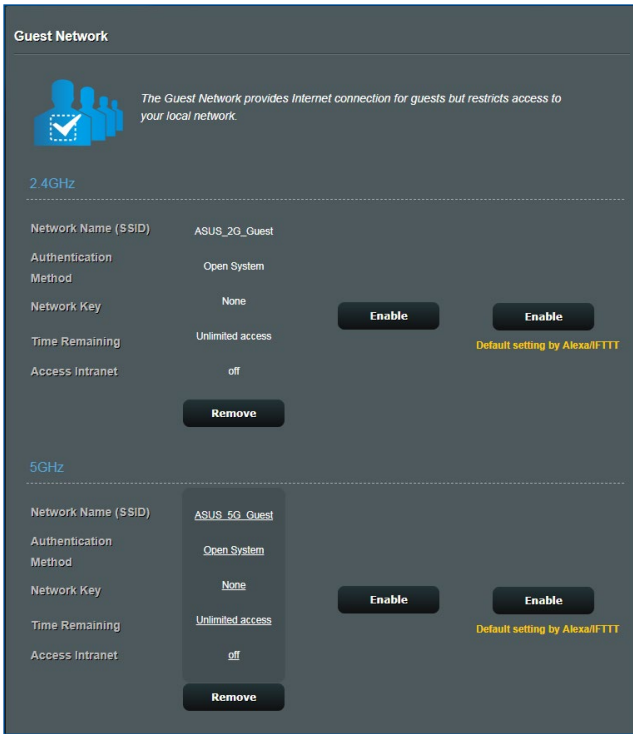 Guest Network
The Guest Network provides Internet connection for guests but restricts access to
your local network.
2.4GHz
Network Name (SSID)
ASUS_2G_Guest
Authentication
Method
Open System
Network Key
None
Enable
Enable
Time Remaining
Unlimited access
Default setting by Alexa/IFTTT
Access Intranet
off
Remove
5GHz
Network Name (SSID)
ASUS_5G_Guest
Authentication
Method
Open System
Network Key
None
Enable
Enable
Time Remaining
Unlimited access
Default setting by Alexa/IFTTT
Access Intranet
off
Remove